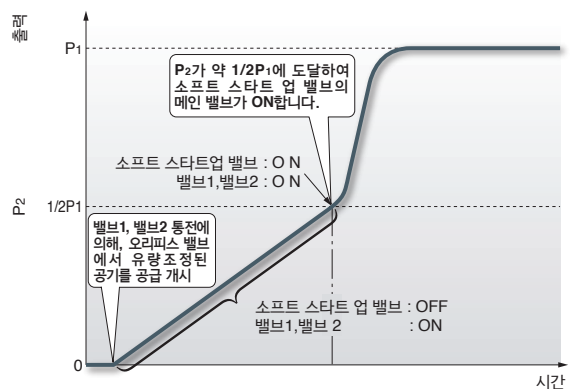 출력
P1
P2가 약 1/2P1에 도달하여
소프트 스타트 업 밸브의
메인 밸브가 ON합니다.
소프트 스타트업 밸브 : O N
밸브1,밸브2 : O N
P2
1/2P1
밸브1, 밸브2 통전에
의해, 오리피스 밸브
에서 유량조정된
공기를 공급 개시
소프트 스타트 업 밸브 : OFF
밸브1,밸브 2 : ON
0
시간